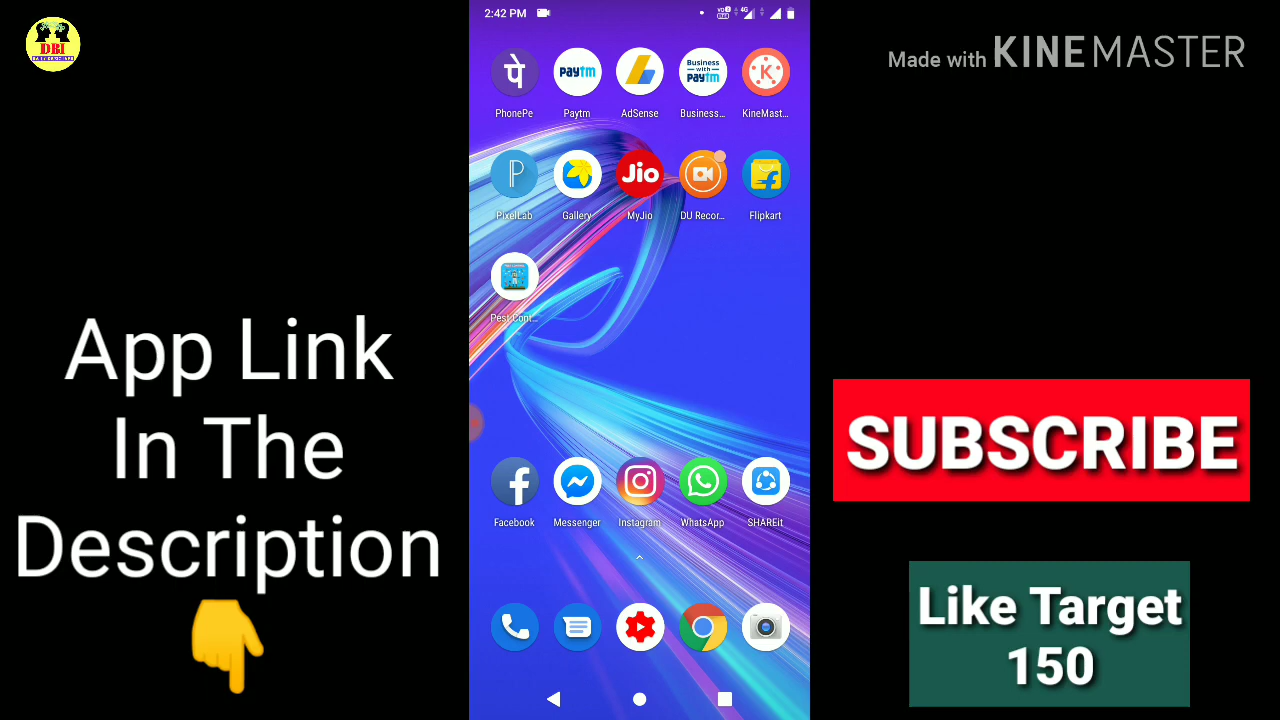 DBI
2:42 PM
Made with KINEMASTER
पे
paytm
Business
with
paytm
K
PhonePe
Paytm
AdSense
Business...
KineMast...
P
Jio
PixelLab
Gallery
MyJio
DU Recor...
Flipkart
Pest Cont...
App Link
In The
Description
SUBSCRIBE
Facebook
Messenger
Instagram
WhatsApp
SHAREit
Like Target
150